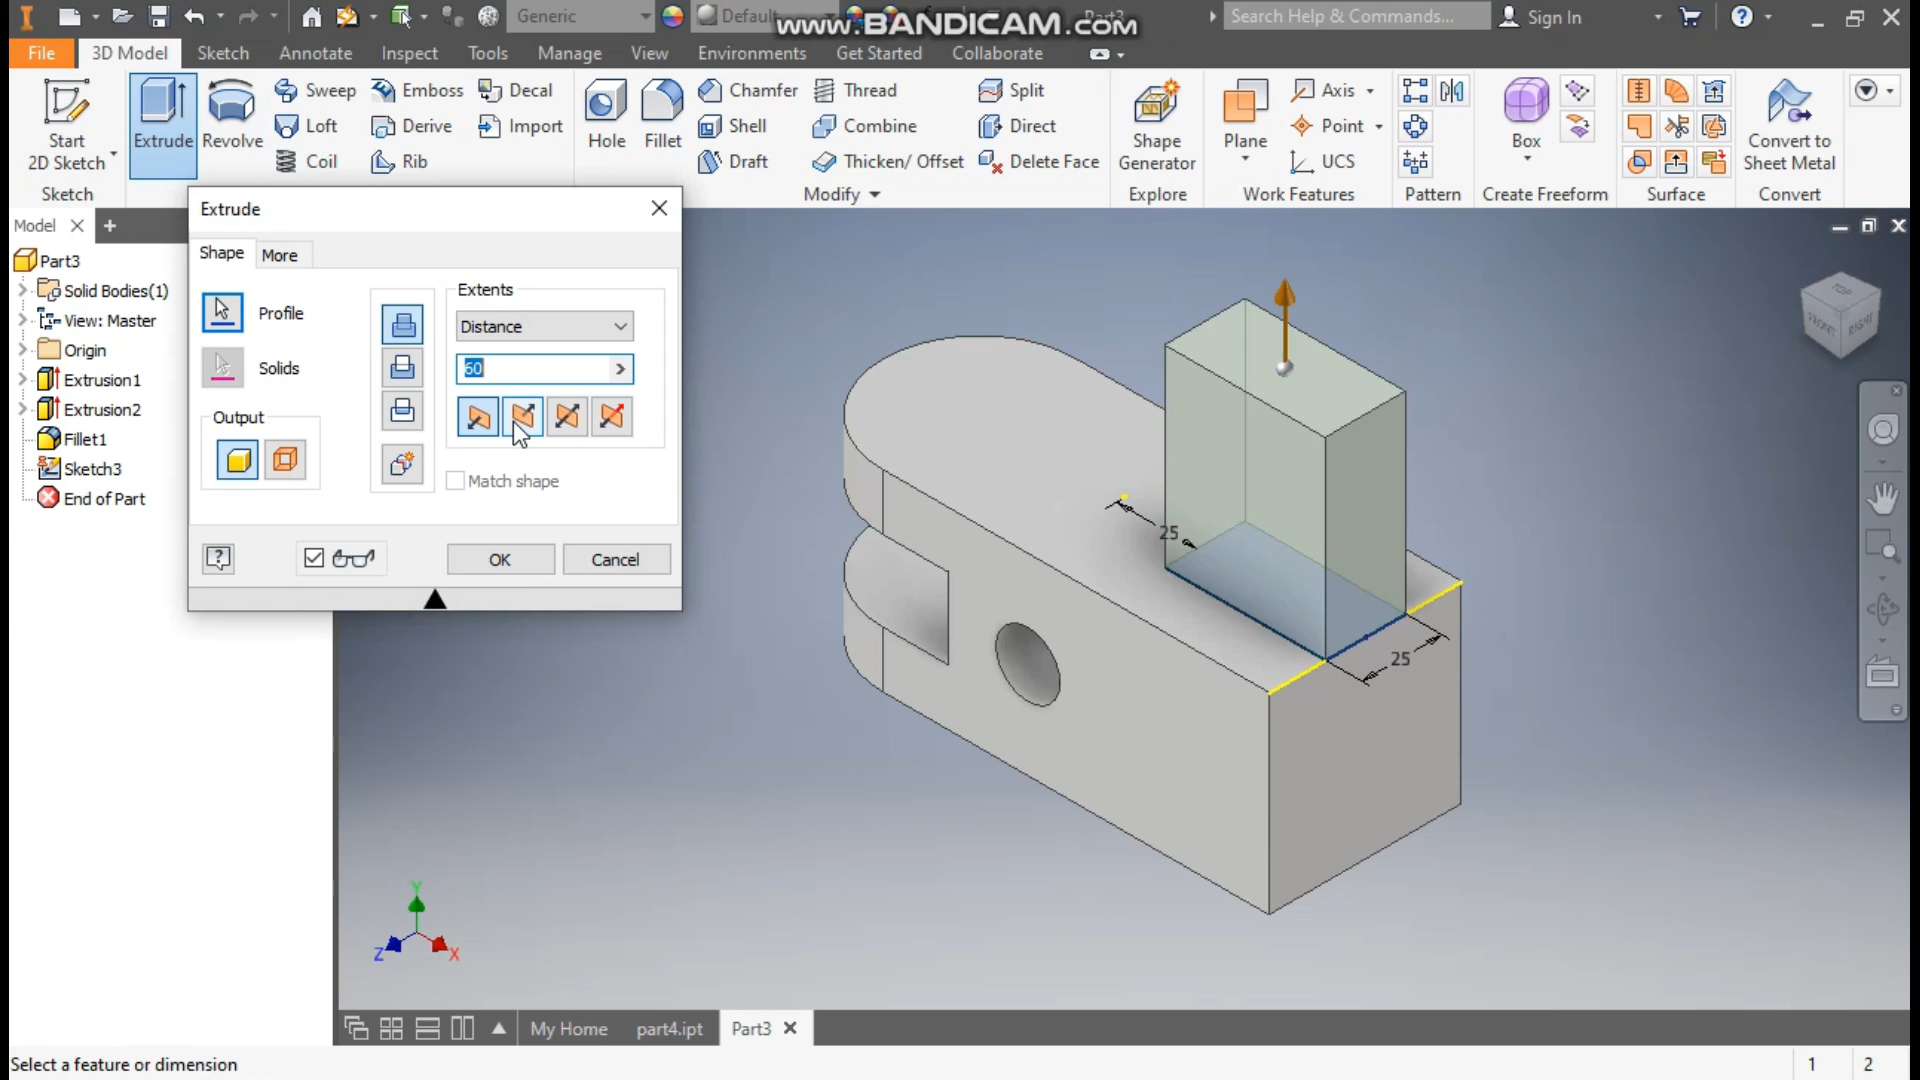 Generic
Default
www.BANDICAM.com
Part3
Search Help & Commands...
Sign In
File
3D Model
Sketch
Annotate
Inspect
Tools
Manage
View
Environments
Get Started
Collaborate
Start
2D Sketch
Sketch
Extrude
Revolve
Sweep
Loft
Coil
Emboss
Derive
Rib
Decal
Import
Hole
Fillet
Chamfer
Shell
Draft
Thread
Combine
Thicken/ Offset
Split
Direct
Delete Face
Modify
Shape
Generator
Explore
Plane
Axis
Point
UCS
Work Features
Pattern
Box
Create Freeform
Surface
Convert to
Sheet Metal
Convert
Model
Part3
Solid Bodies(1)
View: Master
Origin
Extrusion1
Extrusion2
Fillet1
Sketch3
End of Part
Extrude
Shape
More
Profile
Solids
Output
Extents
Distance
60
Match shape
OK
Cancel
25
25
TOP
FRONT
RIGHT
Y
Z
X
My Home
part4.ipt
Part3
Select a feature or dimension
1
2